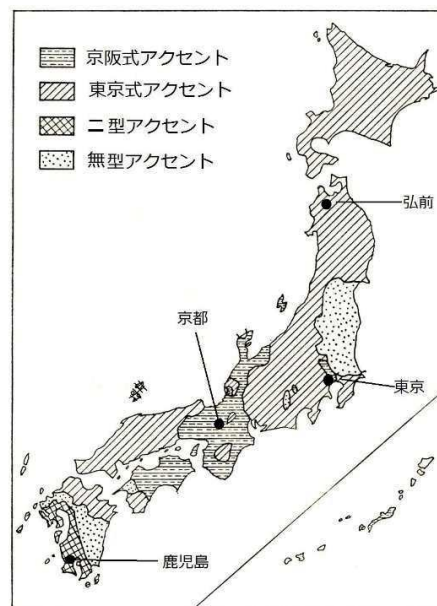 京阪式アクセント
東京式アクセント
二型アクセント
無型アクセント
弘前
京都
東京
鹿児島